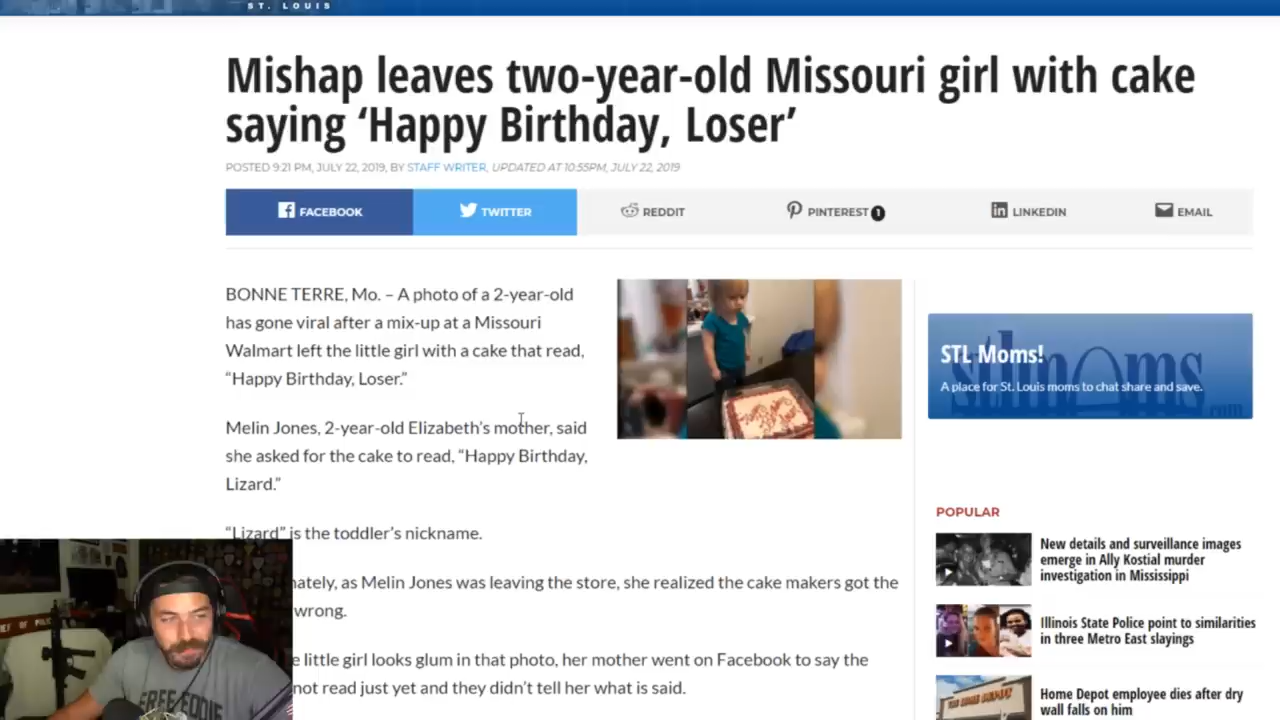 ST. LOUIS
Mishap leaves two-year-old Missouri girl with cake
saying ‘Happy Birthday, Loser’
POSTED 9:21 PM, JULY 22, 2019, BY STAFF WRITER, UPDATED AT 10:55PM, JULY 22, 2019
FACEBOOK
TWITTER
REDDIT
PINTEREST 1
LINKEDIN
EMAIL
BONNE TERRE, Mo. – A photo of a 2-year-old
has gone viral after a mix-up at a Missouri
Walmart left the little girl with a cake that read,
“Happy Birthday, Loser.”
Melin Jones, 2-year-old Elizabeth’s mother, said
she asked for the cake to read, “Happy Birthday,
Lizard.”
“Lizard” is the toddler’s nickname.
as Melin Jones was leaving the store, she realized the cake makers got the
wrong.
little girl looks glum in that photo, her mother went on Facebook to say the
not read just yet and they didn’t tell her what is said.
STL Moms!
A place for St. Louis moms to chat share and save.
.com
POPULAR
New details and surveillance images
emerge in Ally Kostial murder
investigation in Mississippi
Illinois State Police point to similarities
in three Metro East slayings
Home Depot employee dies after dry
wall falls on him
FREE EDDIE